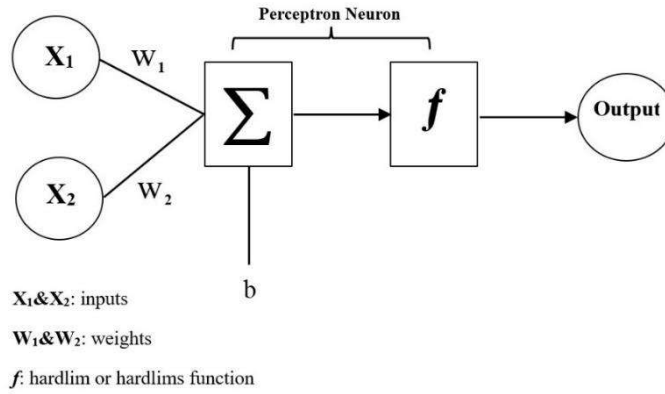 Perceptron Neuron
X₁
W₁
∑
f
Output
X₂
W₂
b
X₁&X₂: inputs
W₁&W₂: weights
f: hardlim or hardlims function